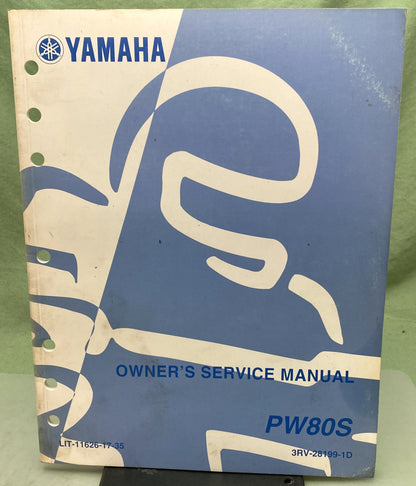 YAMAHA
OWNER'S SERVICE MANUAL
PW80S
LIT-11626-17-35
3RV-28199-1D